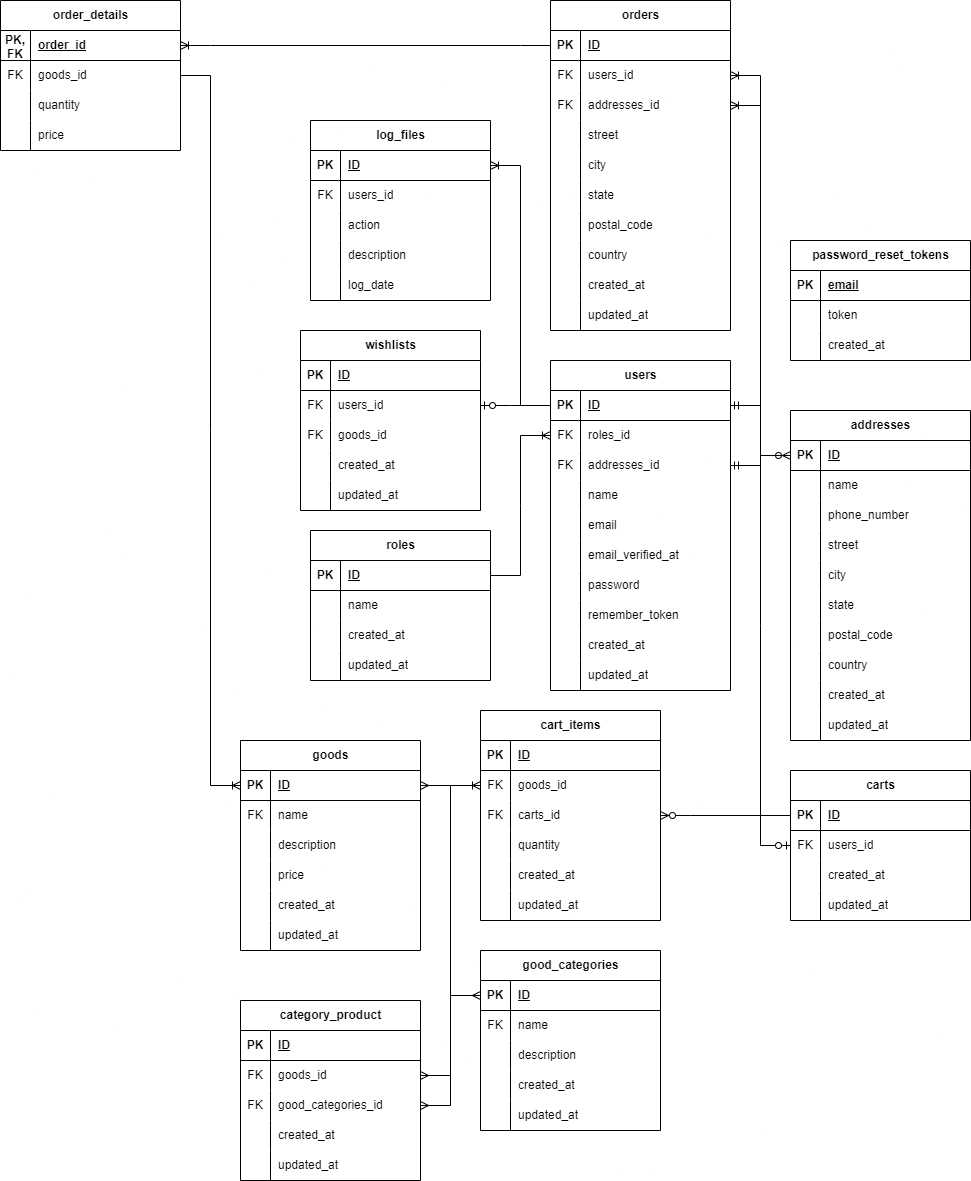 order_details
PK, FK order_id
FK goods_id
quantity
price
orders
PK ID
FK users_id
FK addresses_id
street
city
state
postal_code
country
created_at
updated_at
log_files
PK ID
FK users_id
action
description
log_date
password_reset_tokens
PK email
token
created_at
wishlists
PK ID
FK users_id
FK goods_id
created_at
updated_at
users
PK ID
FK roles_id
FK addresses_id
name
email
email_verified_at
password
remember_token
created_at
updated_at
addresses
PK ID
name
phone_number
street
city
state
postal_code
country
created_at
updated_at
roles
PK ID
name
created_at
updated_at
goods
PK ID
FK name
description
price
created_at
updated_at
cart_items
PK ID
FK goods_id
FK carts_id
quantity
created_at
updated_at
carts
PK ID
FK users_id
created_at
updated_at
good_categories
PK ID
FK name
description
created_at
updated_at
category_product
PK ID
FK goods_id
FK good_categories_id
created_at
updated_at